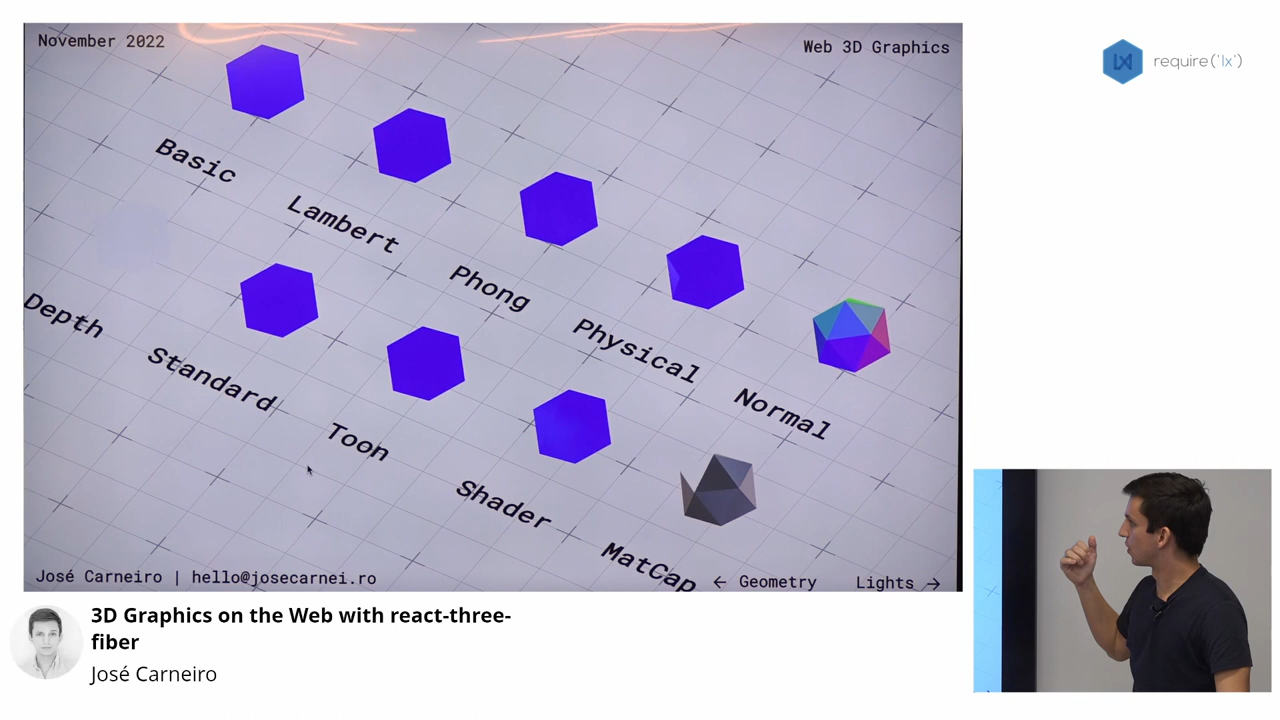 November 2022
Web 3D Graphics
require('lx')
Basic
Lambert
Phong
Physical
Normal
Depth
Standard
Toon
Shader
MatCap
José Carneiro | hello@josecarnei.ro
← Geometry
Lights →
3D Graphics on the Web with react-three-
fiber
José Carneiro